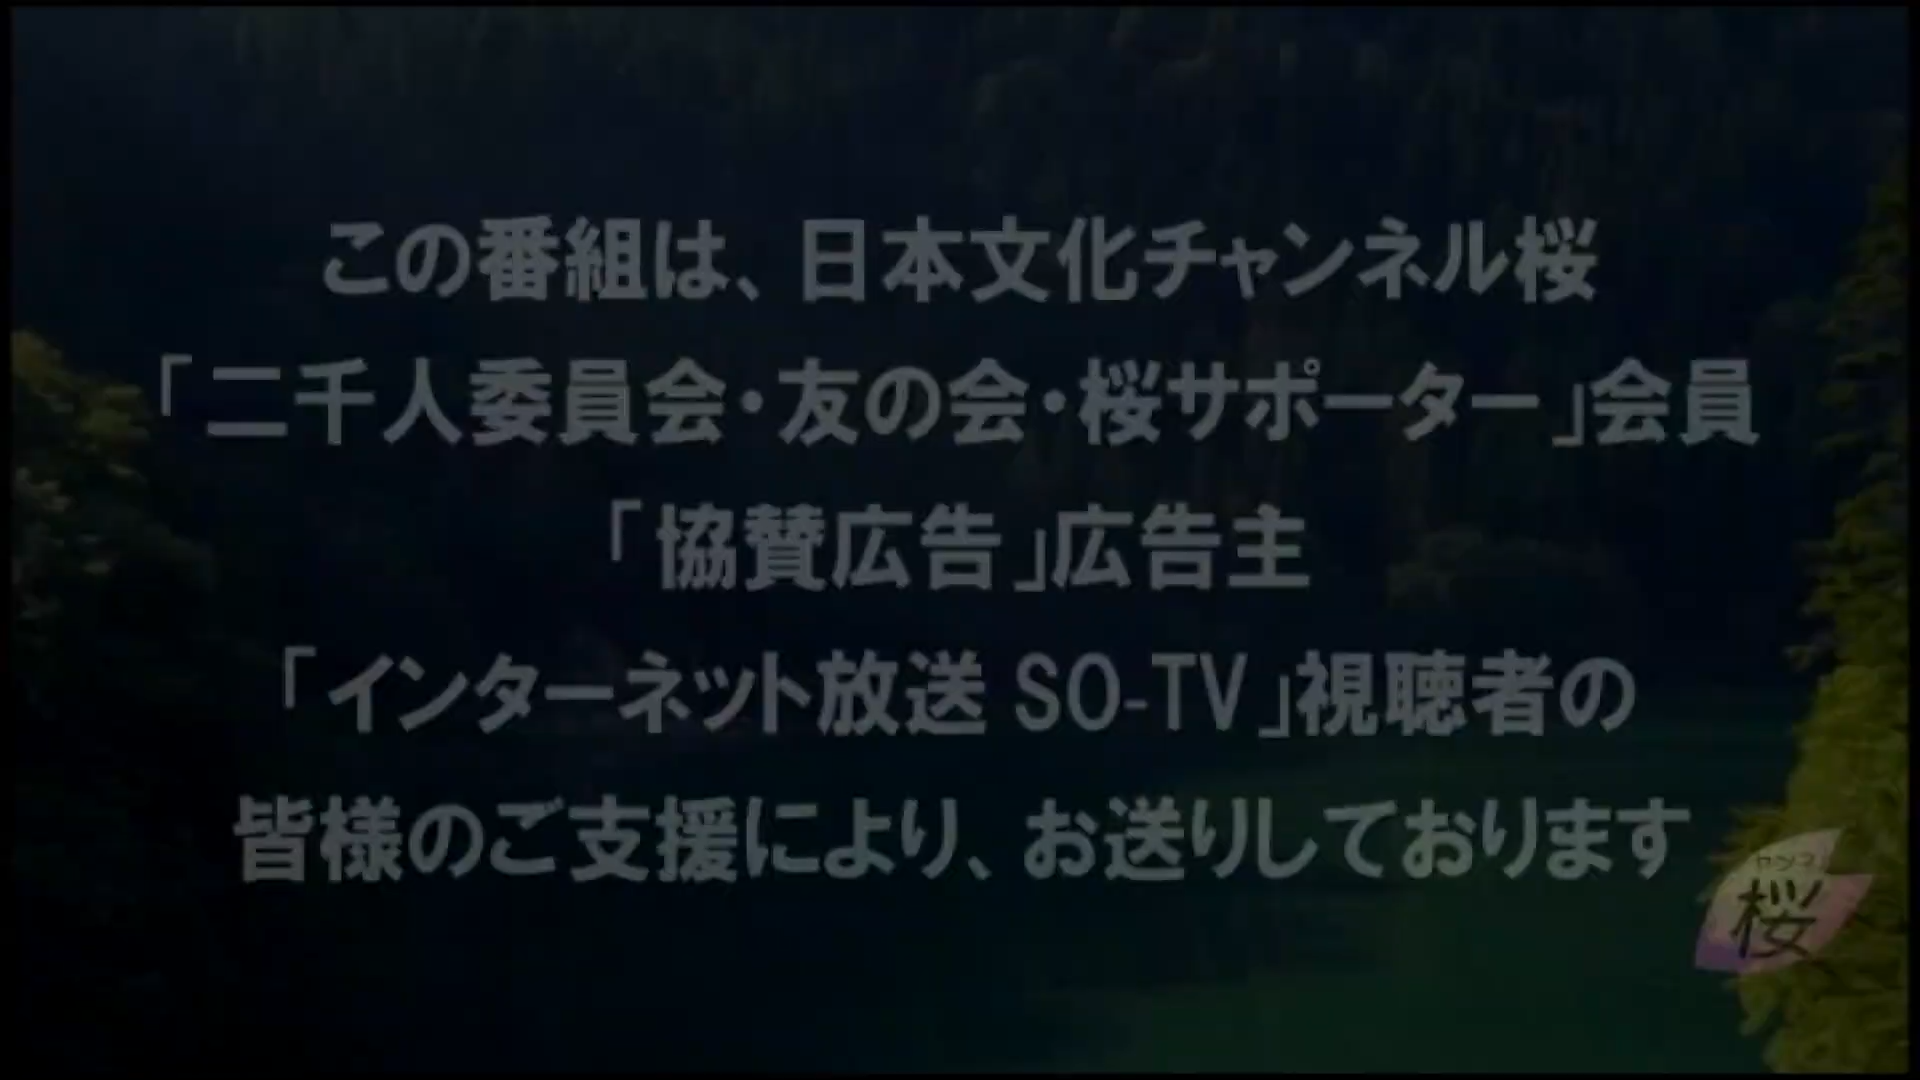 この番組は、日本文化チャンネル桜
「二千人委員会・友の会・桜サポーター」会員
「協賛広告」広告主
「インターネット放送 SO-TV」視聴者の
皆様のご支援により、お送りしております
桜